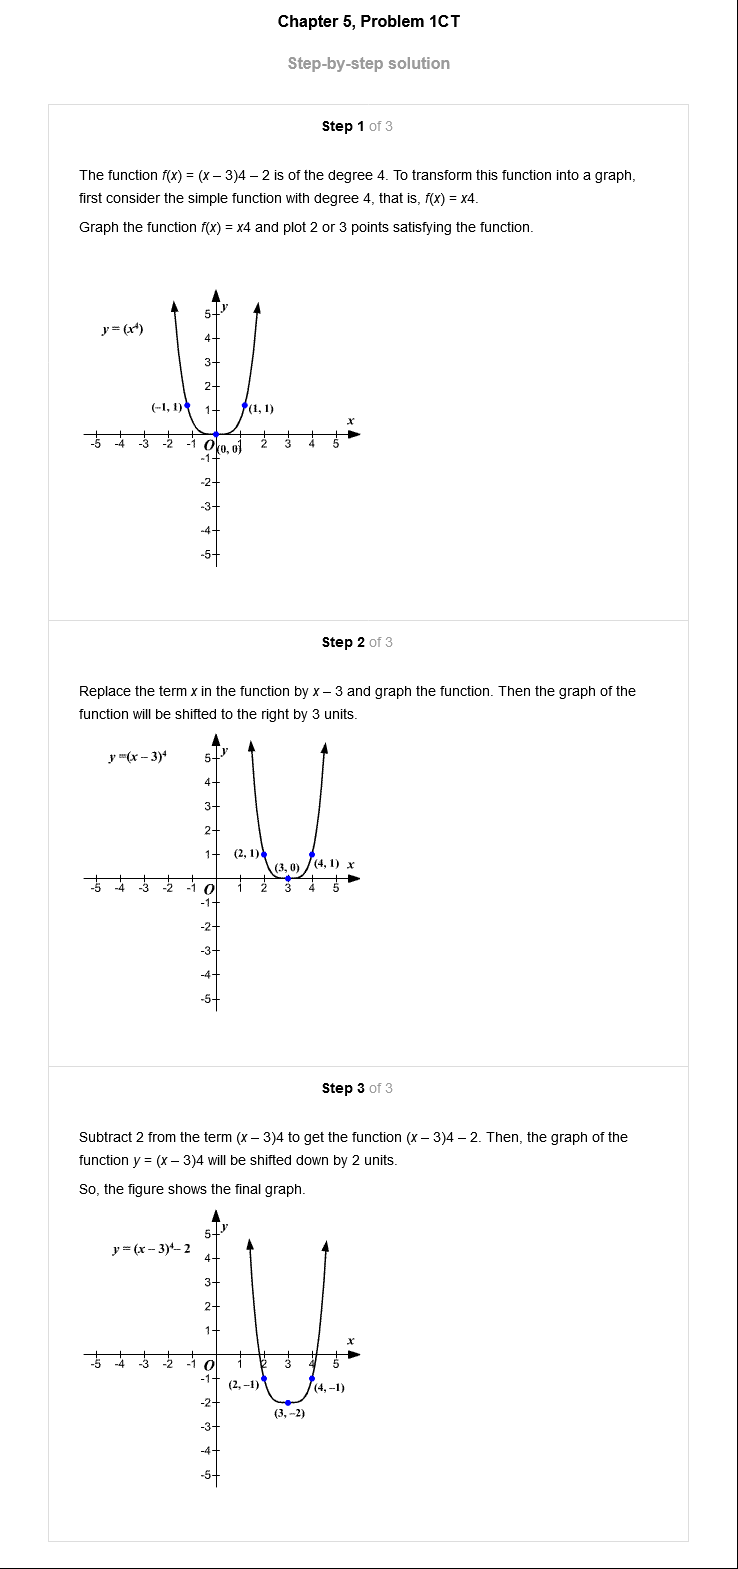 Chapter 5, Problem 1CT
Step-by-step solution
Step 1 of 3
The function f(x) = (x – 3)4 – 2 is of the degree 4. To transform this function into a graph,
first consider the simple function with degree 4, that is, f(x) = x4.
Graph the function f(x) = x4 and plot 2 or 3 points satisfying the function.
y
5
y = (x⁴)
4
3
2
(−1, 1)
1
(1, 1)
x
-5 -4 -3 -2 -1 O 1 2 3 4 5
(0, 0)
-1
-2
-3
-4
-5
Step 2 of 3
Replace the term x in the function by x – 3 and graph the function. Then the graph of the
function will be shifted to the right by 3 units.
y
y =(x – 3)⁴
5
4
3
2
1
(2, 1)
(3, 0)
(4, 1)
x
-5 -4 -3 -2 -1 O 1 2 3 4 5
-1
-2
-3
-4
-5
Step 3 of 3
Subtract 2 from the term (x – 3)4 to get the function (x – 3)4 – 2. Then, the graph of the
function y = (x – 3)4 will be shifted down by 2 units.
So, the figure shows the final graph.
y
5
y = (x – 3)⁴– 2
4
3
2
1
x
-5 -4 -3 -2 -1 O 1 2 3 4 5
-1
(2, −1)
(4, −1)
-2
(3, −2)
-3
-4
-5